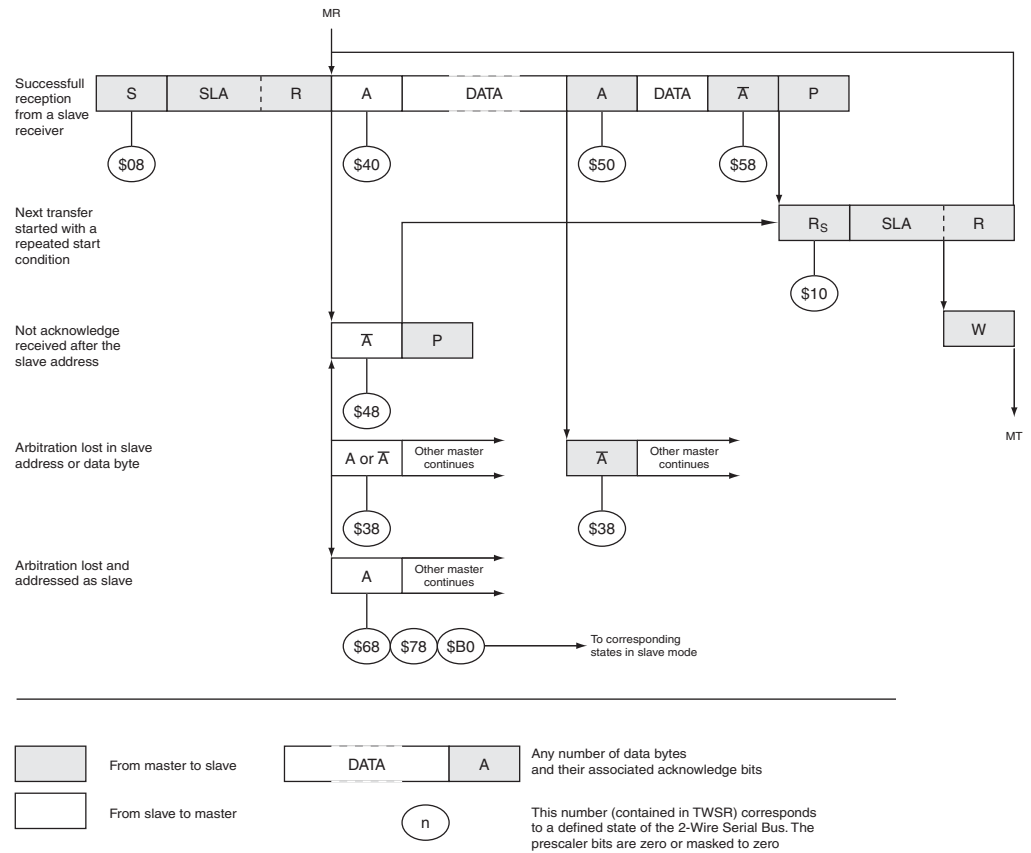 MR
Successfull
reception
from a slave
receiver
S
SLA
R
A
DATA
A
DATA
A̅
P
$08
$40
$50
$58
Next transfer
started with a
repeated start
condition
RS
SLA
R
$10
W
MT
Not acknowledge
received after the
slave address
A̅
P
$48
Arbitration lost in slave
address or data byte
A or A̅
Other master
continues
A̅
Other master
continues
$38
$38
Arbitration lost and
addressed as slave
A
Other master
continues
$68
$78
$B0
To corresponding
states in slave mode
From master to slave
DATA
A
Any number of data bytes
and their associated acknowledge bits
From slave to master
n
This number (contained in TWSR) corresponds
to a defined state of the 2-Wire Serial Bus. The
prescaler bits are zero or masked to zero